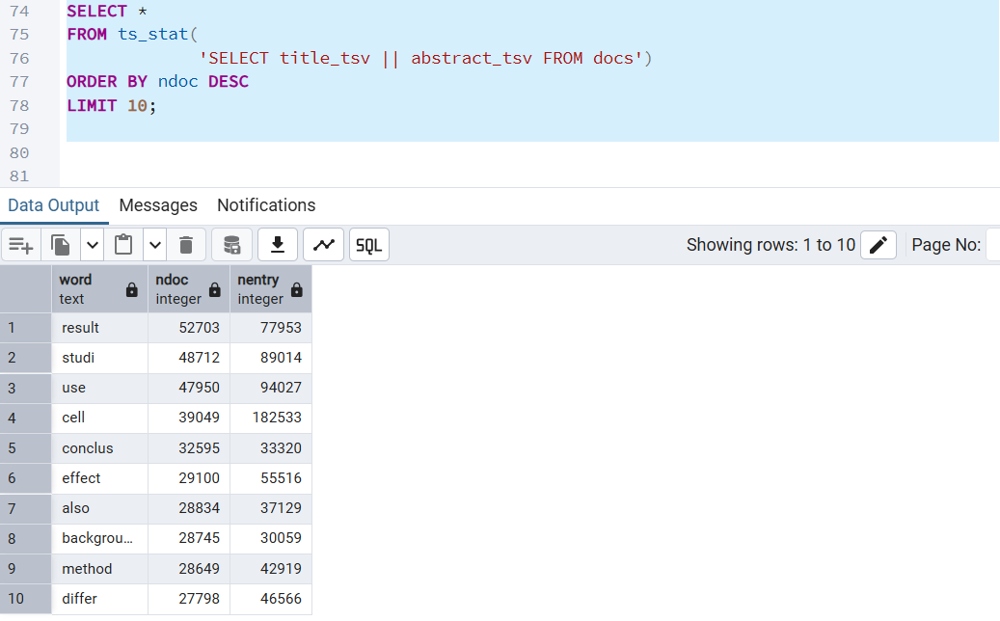 74 SELECT *
75 FROM ts_stat(
76 'SELECT title_tsv || abstract_tsv FROM docs')
77 ORDER BY ndoc DESC
78 LIMIT 10;
79
80
81
Data Output Messages Notifications
SQL Showing rows: 1 to 10 Page No:
word ndoc nentry
text integer integer
1 result 52703 77953
2 studi 48712 89014
3 use 47950 94027
4 cell 39049 182533
5 conclus 32595 33320
6 effect 29100 55516
7 also 28834 37129
8 backgrou… 28745 30059
9 method 28649 42919
10 differ 27798 46566